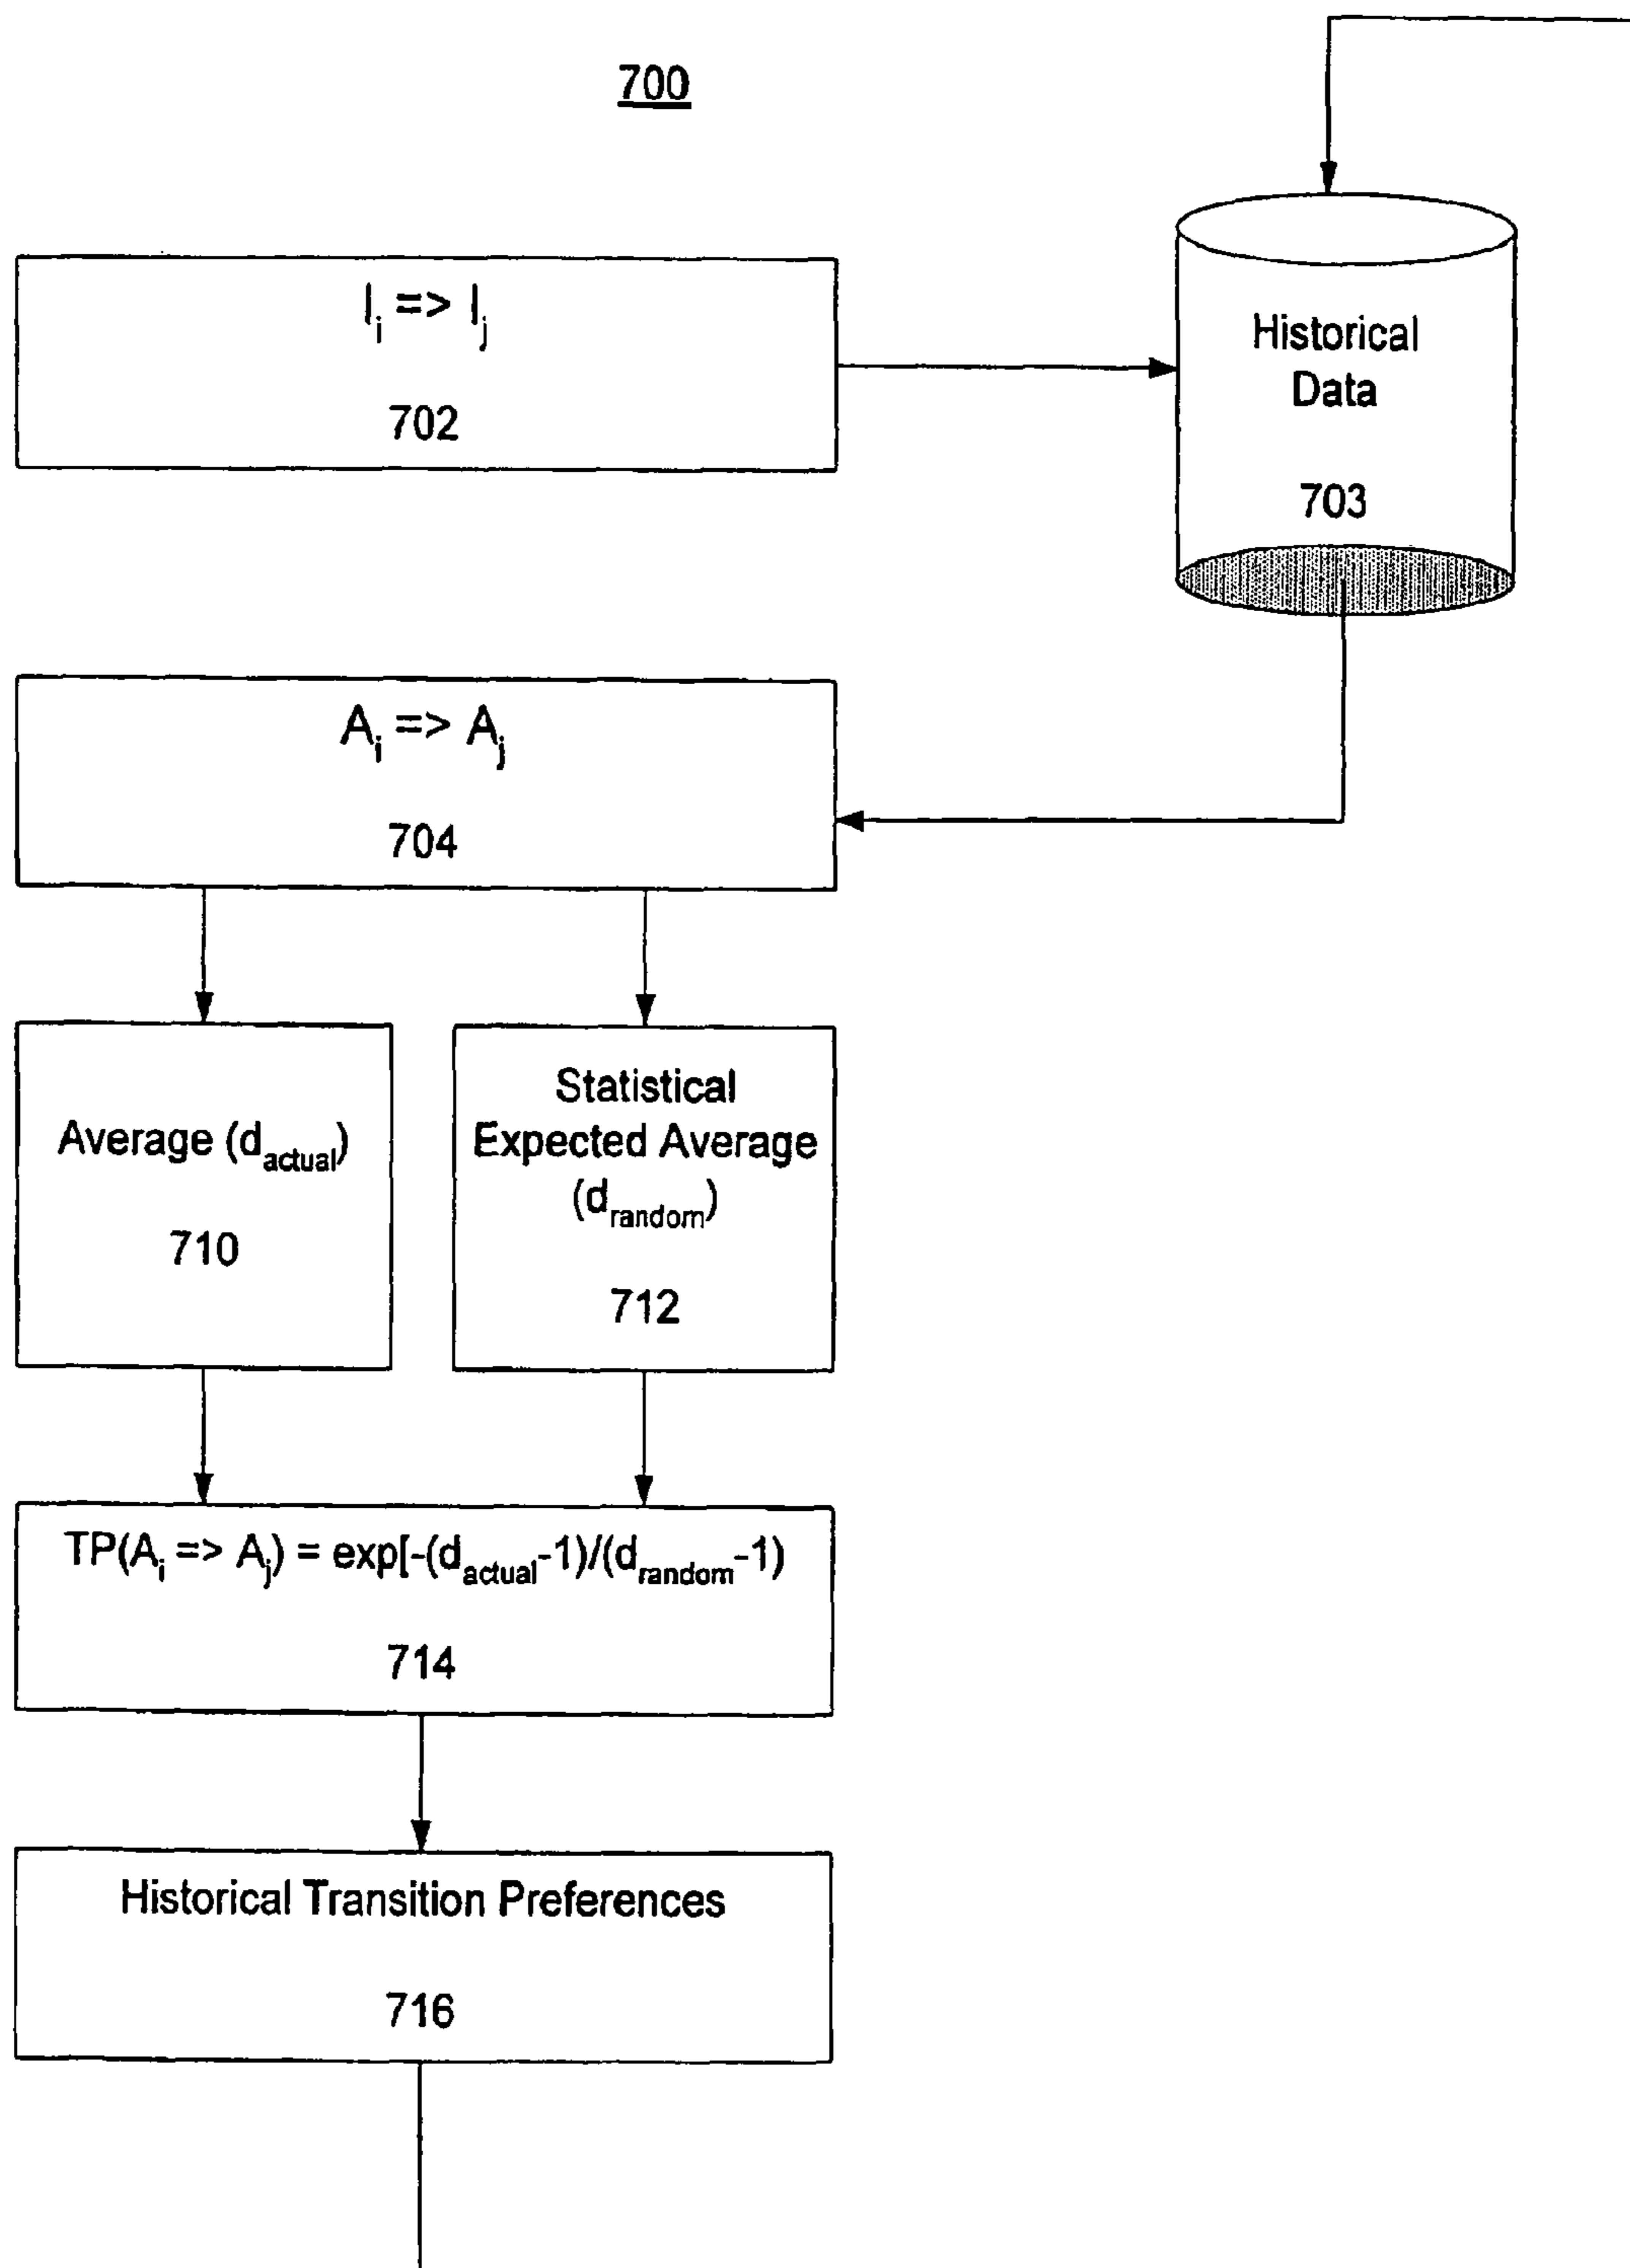 700
I_i => I_j
702
Historical
Data
703
A_i => A_j
704
Average (d_actual)
710
Statistical
Expected Average
(d_random)
712
TP(A_i => A_j) = exp[-(d_actual-1)/(d_random-1)
714
Historical Transition Preferences
716